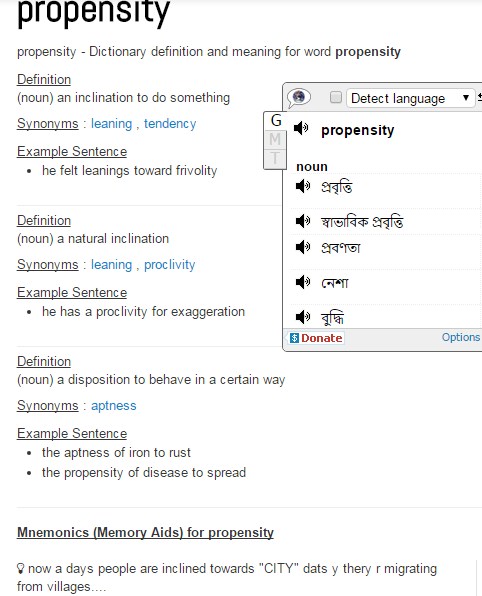 propensity
propensity - Dictionary definition and meaning for word propensity
Definition
(noun) an inclination to do something
Synonyms : leaning , tendency
Example Sentence
he felt leanings toward frivolity
Definition
(noun) a natural inclination
Synonyms : leaning , proclivity
Example Sentence
he has a proclivity for exaggeration
Definition
(noun) a disposition to behave in a certain way
Synonyms : aptness
Example Sentence
the aptness of iron to rust
the propensity of disease to spread
Mnemonics (Memory Aids) for propensity
now a days people are inclined towards "CITY" dats y thery r migrating
from villages....
Detect language
G
M
T
propensity
noun
প্রবৃত্তি
স্বাভাবিক প্রবৃত্তি
প্রবণতা
নেশা
বুদ্ধি
$ Donate
Options